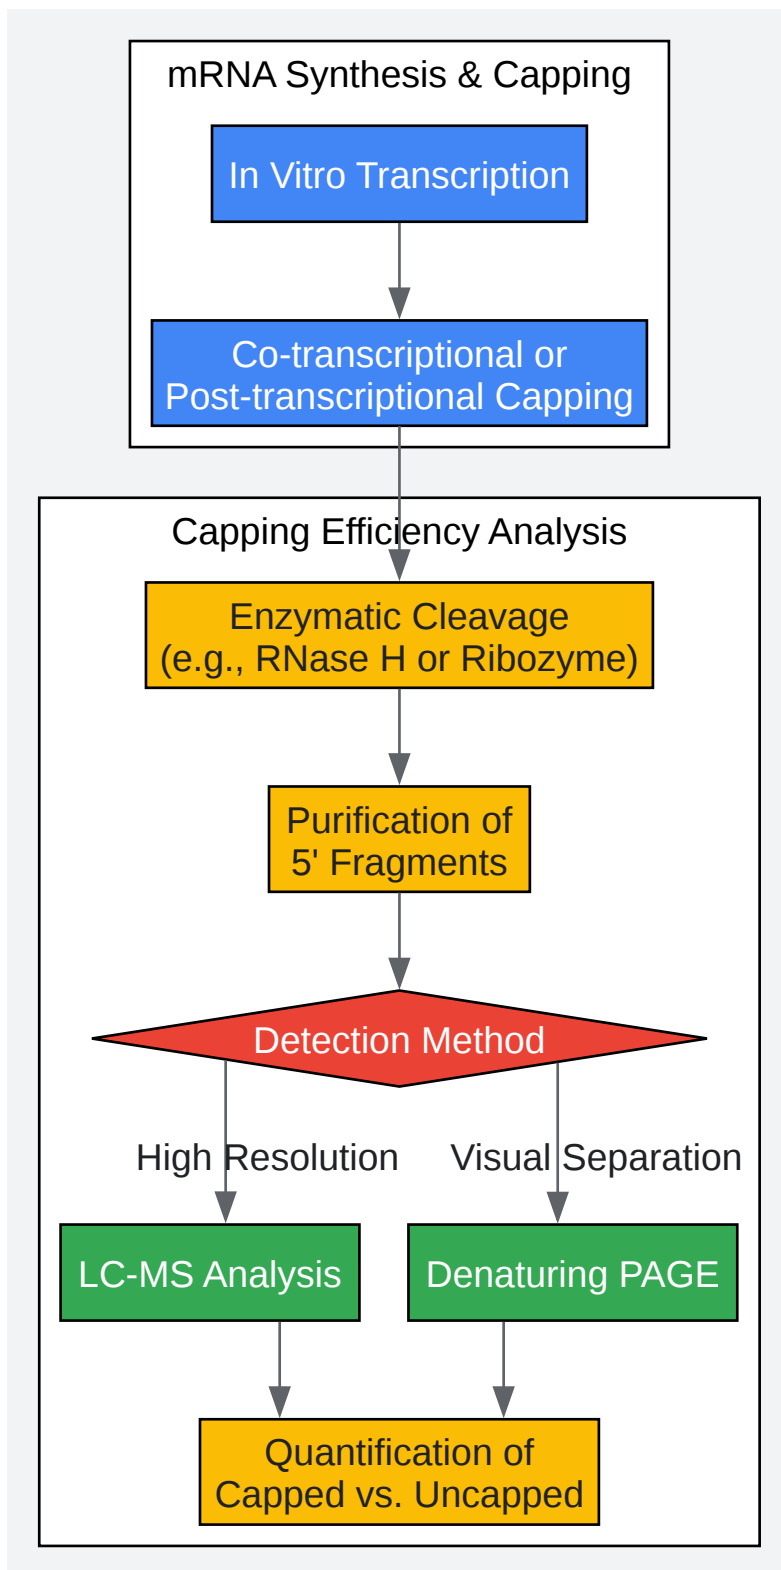 mRNA Synthesis & Capping
In Vitro Transcription
Co-transcriptional or
Post-transcriptional Capping
Capping Efficiency Analysis
Enzymatic Cleavage
(e.g., RNase H or Ribozyme)
Purification of
5' Fragments
Detection Method
High Resolution
Visual Separation
LC-MS Analysis
Denaturing PAGE
Quantification of
Capped vs. Uncapped